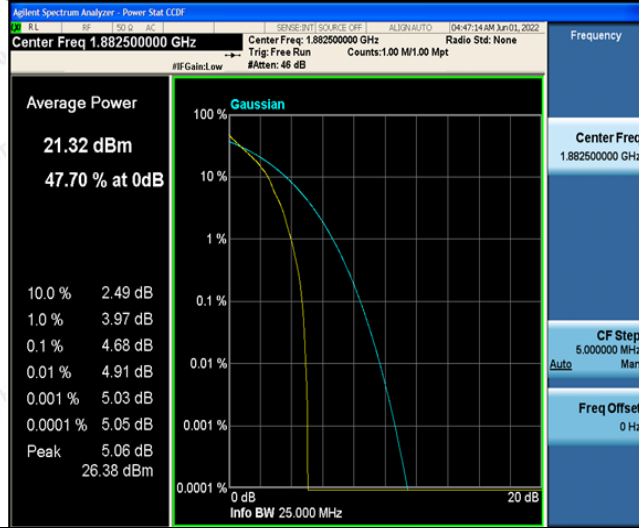 Agilent Spectrum Analyzer - Power Stat CCDF
RL RF 50 Ω AC SENSE:INT SOURCE OFF ALIGN AUTO 04:47:14 AM Jun 01, 2022
Center Freq 1.882500000 GHz
Center Freq: 1.882500000 GHz Radio Std: None
Trig: Free Run Counts:1.00 M/1.00 Mpt
#IFGain:Low #Atten: 46 dB
Frequency
Average Power
21.32 dBm
47.70 % at 0dB
10.0 % 2.49 dB
1.0 % 3.97 dB
0.1 % 4.68 dB
0.01 % 4.91 dB
0.001 % 5.03 dB
0.0001 % 5.05 dB
Peak 5.06 dB
26.38 dBm
Gaussian
100 %
10 %
1 %
0.1 %
0.01 %
0.001 %
0.0001 %
0 dB 20 dB
Info BW 25.000 MHz
Center Freq
1.882500000 GHz
CF Step
5.000000 MHz
Auto Man
Freq Offset
0 Hz